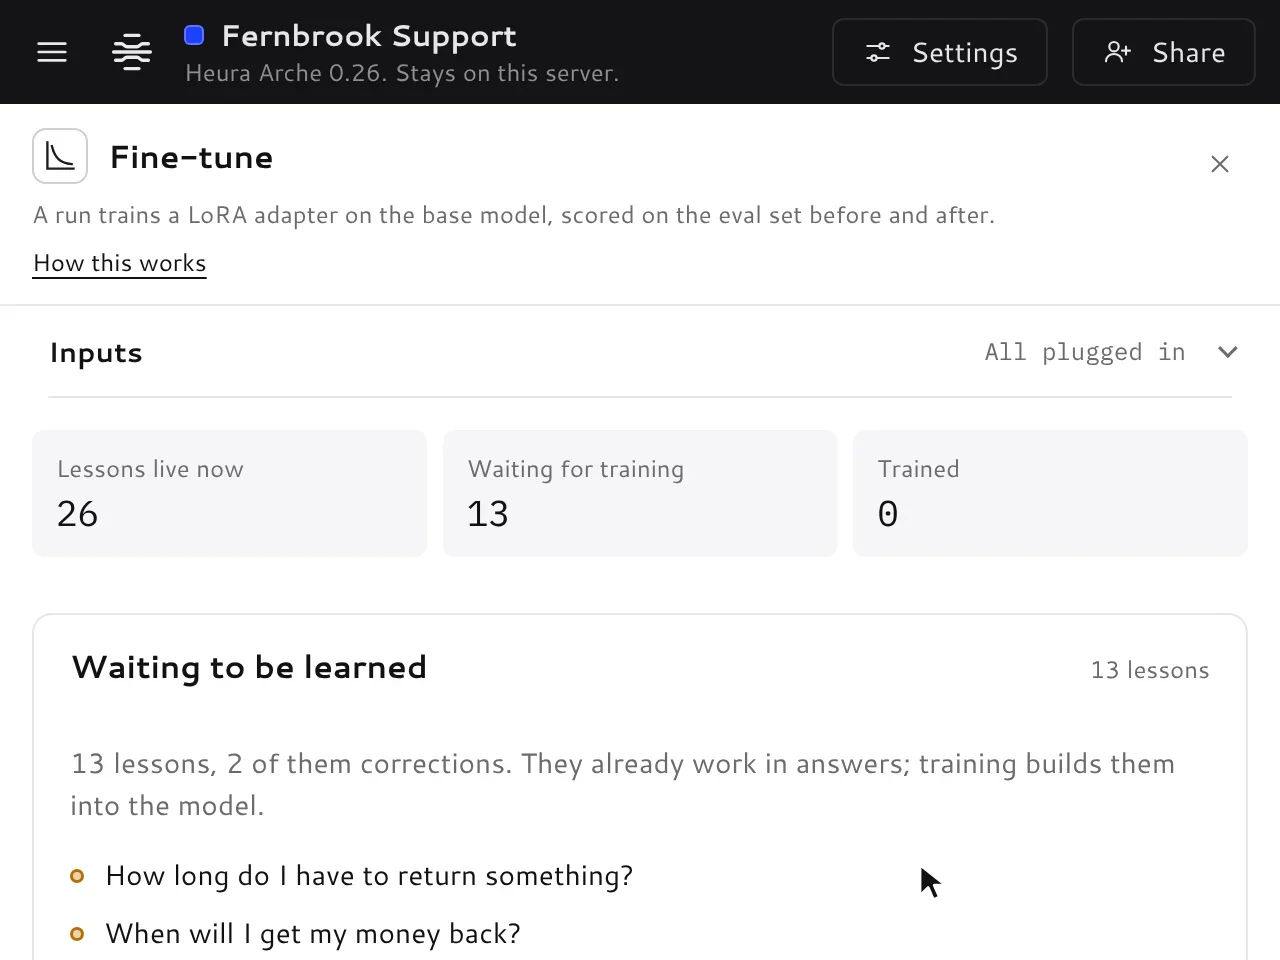 Fernbrook Support
Heura Arche 0.26. Stays on this server.
Settings
Share
Fine-tune
A run trains a LoRA adapter on the base model, scored on the eval set before and after.
How this works
Inputs
All plugged in
Lessons live now
26
Waiting for training
13
Trained
0
Waiting to be learned
13 lessons
13 lessons, 2 of them corrections. They already work in answers; training builds them
into the model.
How long do I have to return something?
When will I get my money back?